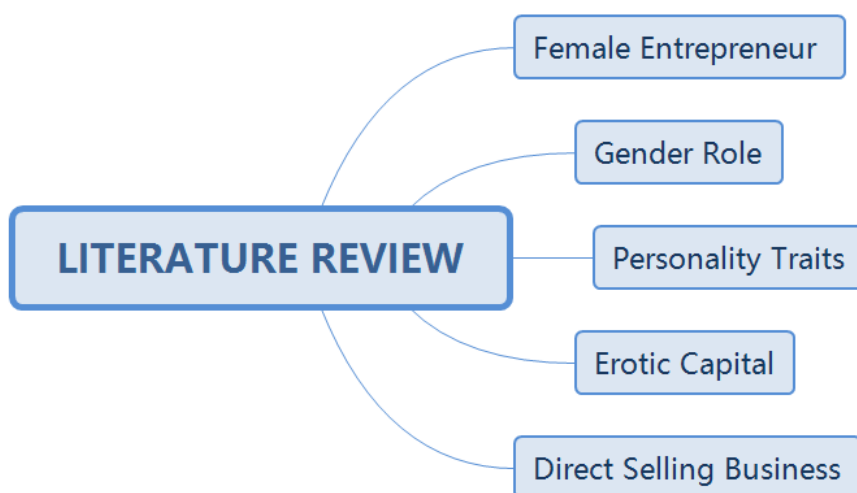 Female Entrepreneur
Gender Role
LITERATURE REVIEW
Personality Traits
Erotic Capital
Direct Selling Business